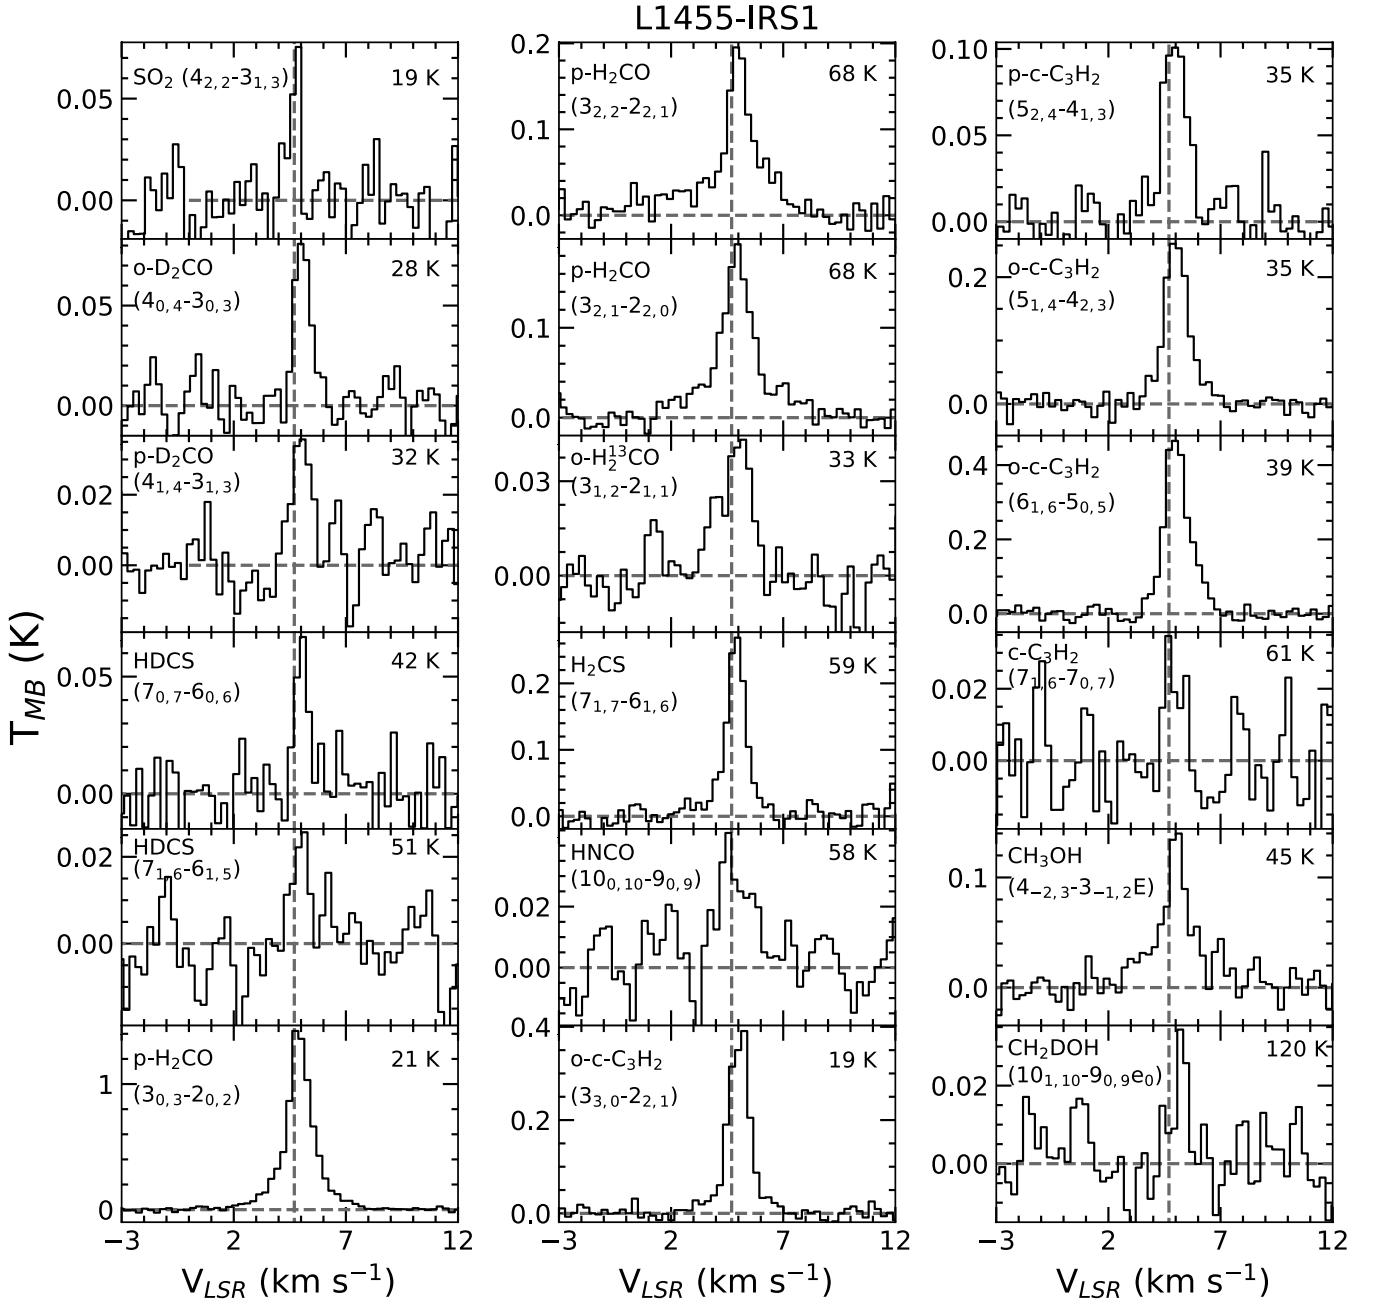 L1455-IRS1
SO₂ (4₂,₂-3₁,₃) 19 K
0.05
0.00
o-D₂CO 28 K
(4₀,₄-3₀,₃)
0.05
0.00
p-D₂CO 32 K
(4₁,₄-3₁,₃)
0.02
0.00
HDCS 42 K
(7₀,₇-6₀,₆)
0.05
0.00
HDCS 51 K
(7₁,₆-6₁,₅)
0.02
0.00
p-H₂CO 21 K
(3₀,₃-2₀,₂)
1
0
−3 2 7 12
V_LSR (km s⁻¹)
T_MB (K)
0.2
p-H₂CO 68 K
(3₂,₂-2₂,₁)
0.1
0.0
p-H₂CO 68 K
(3₂,₁-2₂,₀)
0.1
0.0
o-H₂¹³CO 33 K
(3₁,₂-2₁,₁)
0.03
0.00
H₂CS 59 K
(7₁,₇-6₁,₆)
0.2
0.1
0.0
HNCO 58 K
(10₀,₁₀-9₀,₉)
0.02
0.00
0.4
o-c-C₃H₂ 19 K
(3₃,₀-2₂,₁)
0.2
0.0
−3 2 7 12
V_LSR (km s⁻¹)
0.10
p-c-C₃H₂ 35 K
(5₂,₄-4₁,₃)
0.05
0.00
o-c-C₃H₂ 35 K
(5₁,₄-4₂,₃)
0.2
0.0
o-c-C₃H₂ 39 K
(6₁,₆-5₀,₅)
0.4
0.2
0.0
c-C₃H₂ 61 K
(7₁,₆-7₀,₇)
0.02
0.00
CH₃OH 45 K
(4₋₂,₃-3₋₁,₂E)
0.1
0.0
CH₂DOH 120 K
(10₁,₁₀-9₀,₉e₀)
0.02
0.00
−3 2 7 12
V_LSR (km s⁻¹)